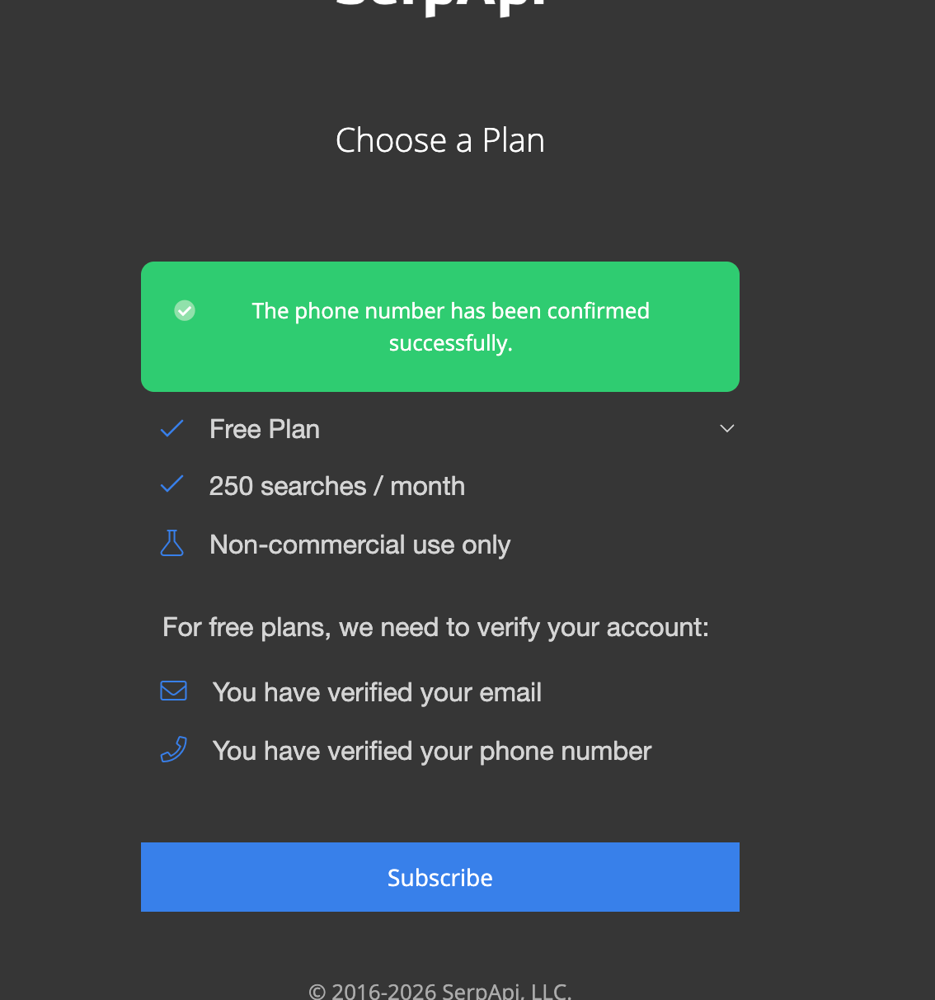 SerpApi
Choose a Plan
The phone number has been confirmed
successfully.
Free Plan
250 searches / month
Non-commercial use only
For free plans, we need to verify your account:
You have verified your email
You have verified your phone number
Subscribe
© 2016-2026 SerpApi, LLC.